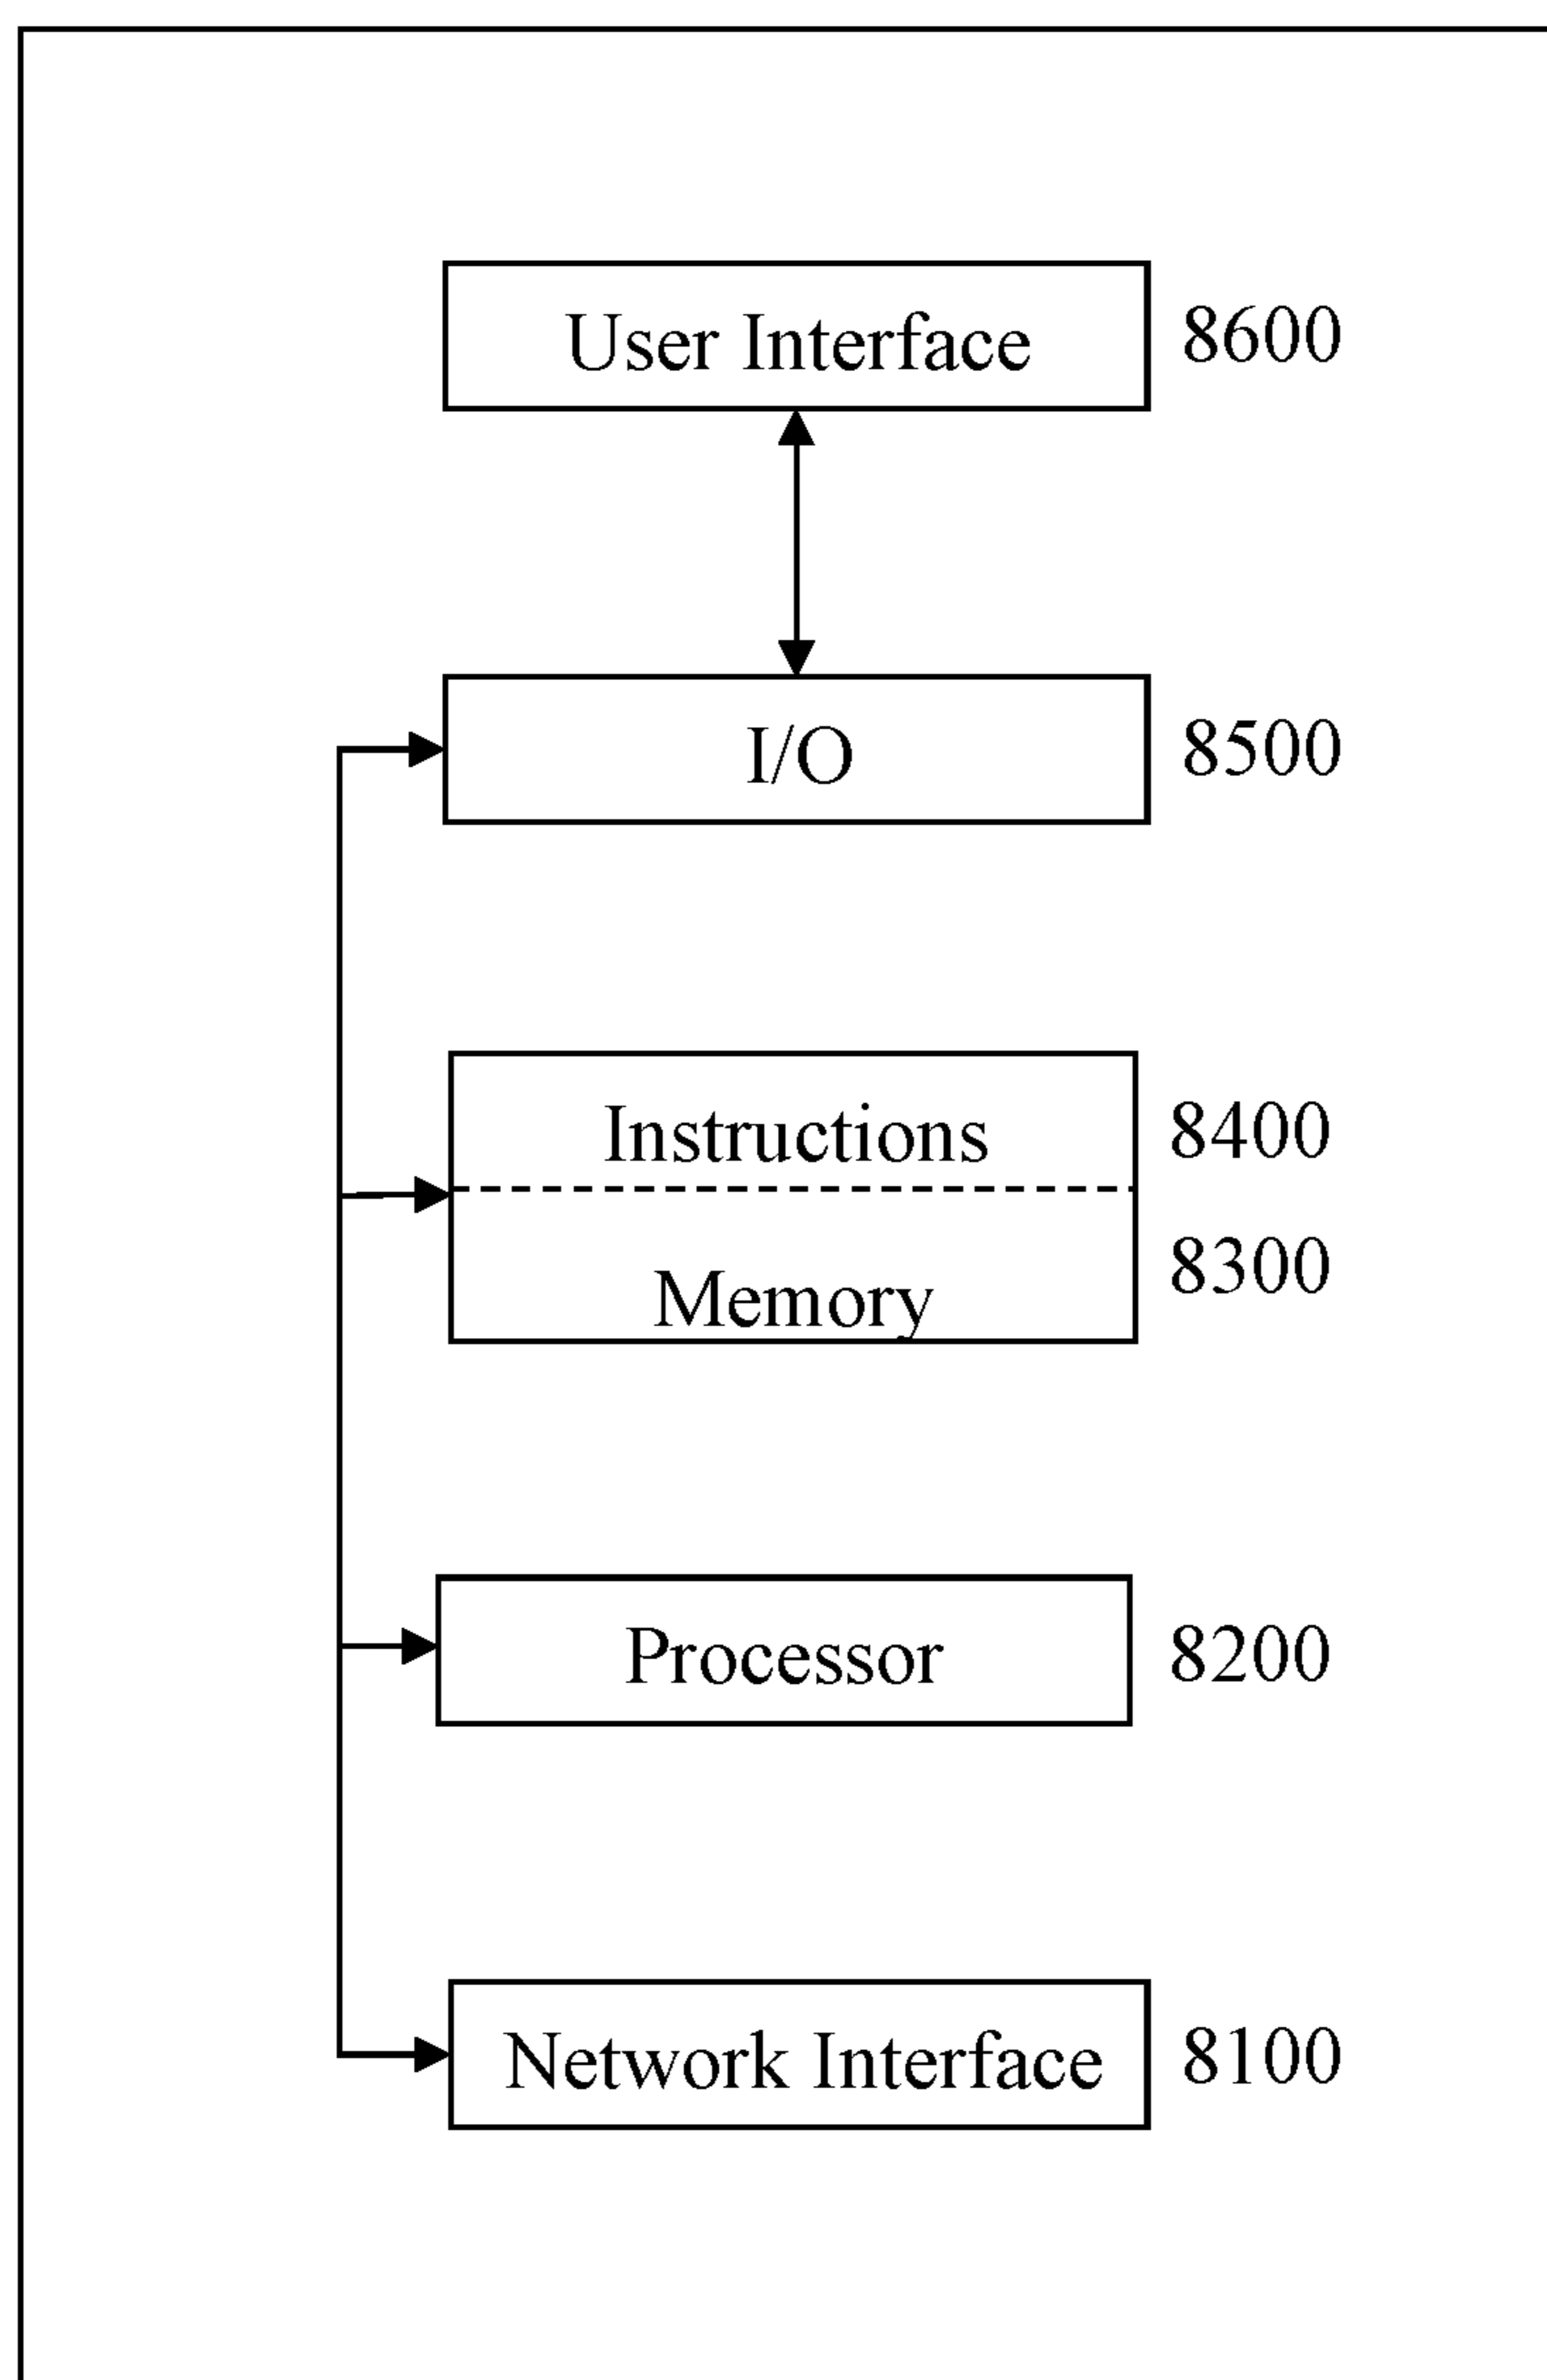 User Interface 8600
I/O 8500
Instructions 8400
Memory 8300
Processor 8200
Network Interface 8100